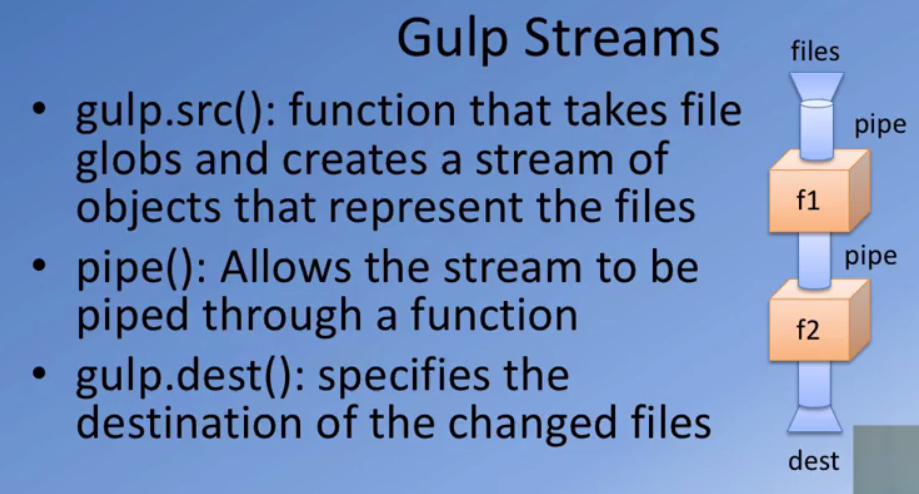 Gulp Streams
• gulp.src(): function that takes file
globs and creates a stream of
objects that represent the files
• pipe(): Allows the stream to be
piped through a function
• gulp.dest(): specifies the
destination of the changed files
files
pipe
f1
pipe
f2
dest